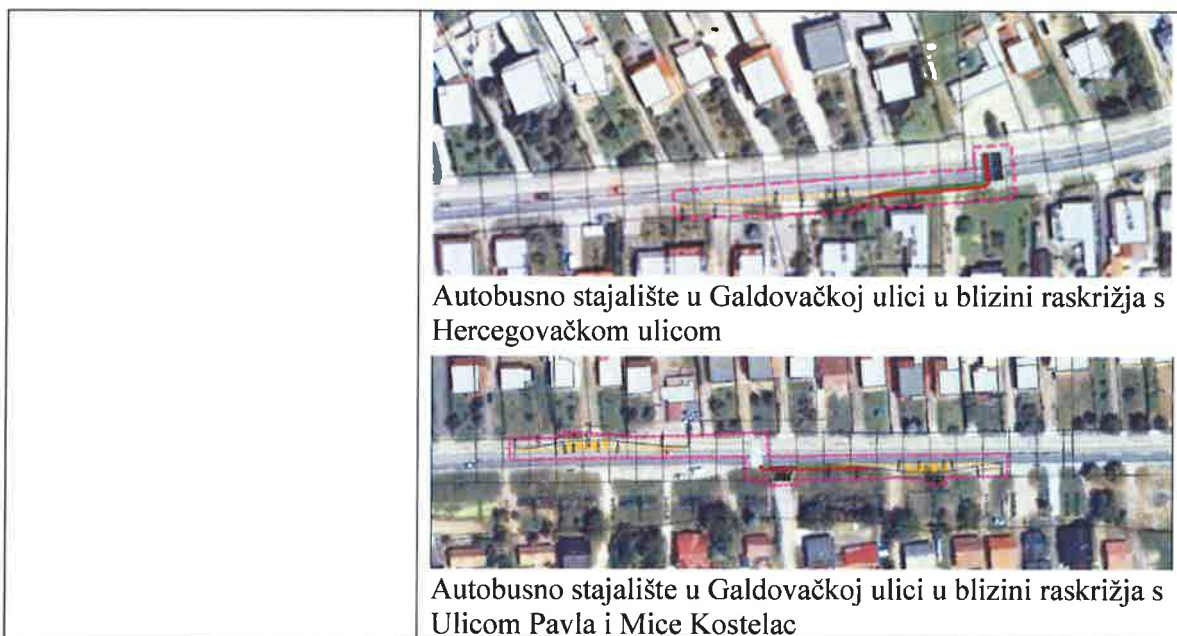 Autobusno stajalište u Galdovačkoj ulici u blizini raskrižja s
Hercegovačkom ulicom
Autobusno stajalište u Galdovačkoj ulici u blizini raskrižja s
Ulicom Pavla i Mice Kostelac